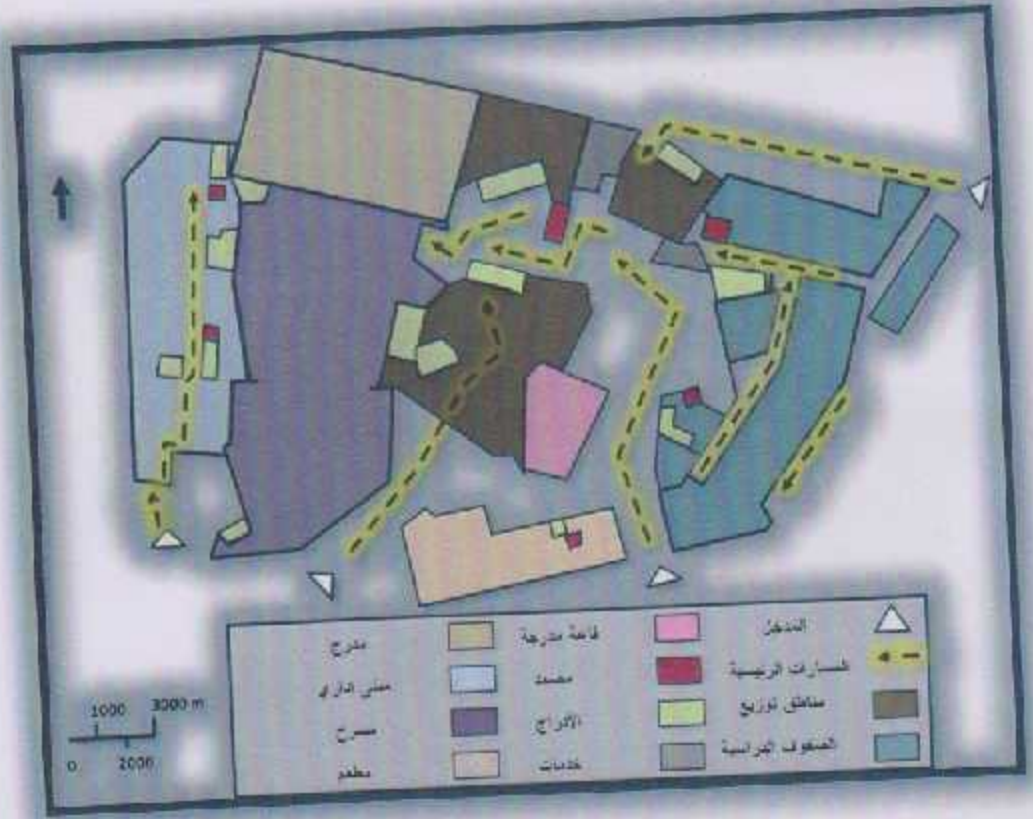 المدخل
المسارات الرئيسية
مناطق توزيع
الصفوف الدراسية
قاعة مدرجة
مصعد
الأدراج
خدمات
مدرج
مبنى اداري
مسرح
مطعم
1000 3000 m
0 2000